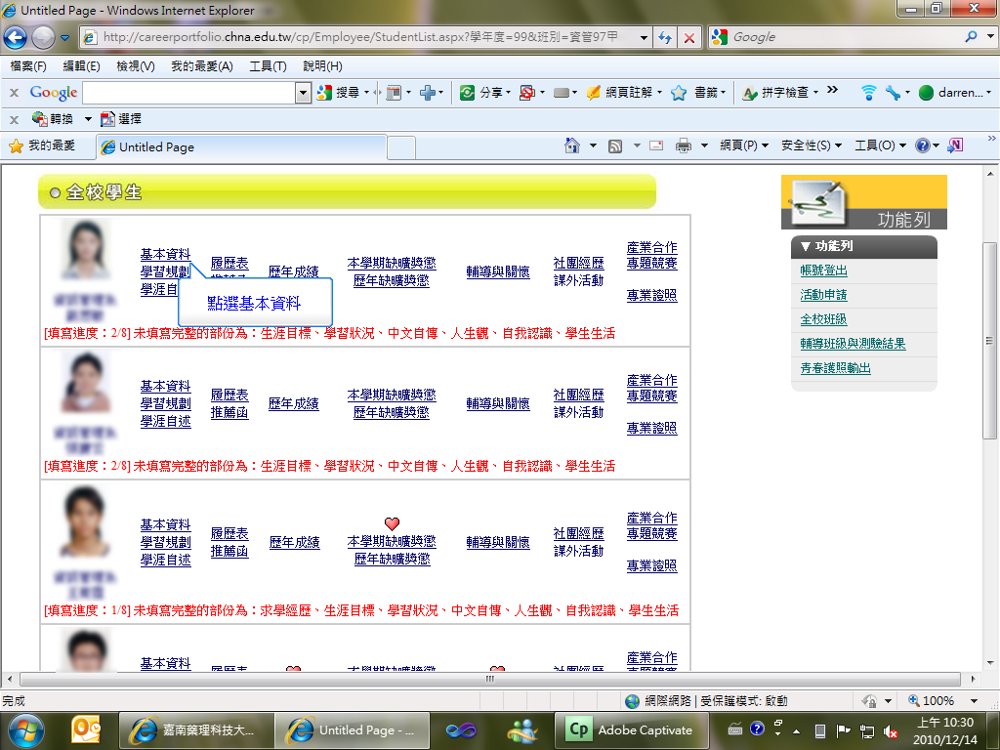 Untitled Page - Windows Internet Explorer
http://careerportfolio.chna.edu.tw/cp/Employee/StudentList.aspx?學年度=99&班別=資管97甲
Google
檔案(F) 編輯(E) 檢視(V) 我的最愛(A) 工具(T) 說明(H)
x Google 搜尋 分享 網頁註解 書籤 拼字檢查 » darren...
x 轉換 選擇
我的最愛 Untitled Page 網頁(P) 安全性(S) 工具(O) »
全校學生
功能列
▼ 功能列
帳號登出
活動申請
全校班級
輔導班級與測驗結果
青春護照輸出
基本資料
學習規劃
學涯自
履歷表
歷年成績
本學期缺曠獎懲
歷年缺曠獎懲
輔導與關懷
社團經歷
課外活動
產業合作
專題競賽
專業證照
點選基本資料
[填寫進度：2/8] 未填寫完整的部份為：生涯目標、學習狀況、中文自傳、人生觀、自我認識、學生生活
基本資料
學習規劃
學涯自述
履歷表
推薦函
歷年成績
本學期缺曠獎懲
歷年缺曠獎懲
輔導與關懷
社團經歷
課外活動
產業合作
專題競賽
專業證照
[填寫進度：2/8] 未填寫完整的部份為：生涯目標、學習狀況、中文自傳、人生觀、自我認識、學生生活
基本資料
學習規劃
學涯自述
履歷表
推薦函
歷年成績
本學期缺曠獎懲
歷年缺曠獎懲
輔導與關懷
社團經歷
課外活動
產業合作
專題競賽
專業證照
[填寫進度：1/8] 未填寫完整的部份為：求學經歷、生涯目標、學習狀況、中文自傳、人生觀、自我認識、學生生活
基本資料
履歷表
本學期缺曠獎懲
社團經歷
產業合作
專題競賽
完成
網際網路 | 受保護模式: 啟動
100%
嘉南藥理科技大...
Untitled Page - ...
Cp Adobe Captivate
上午 10:30
2010/12/14